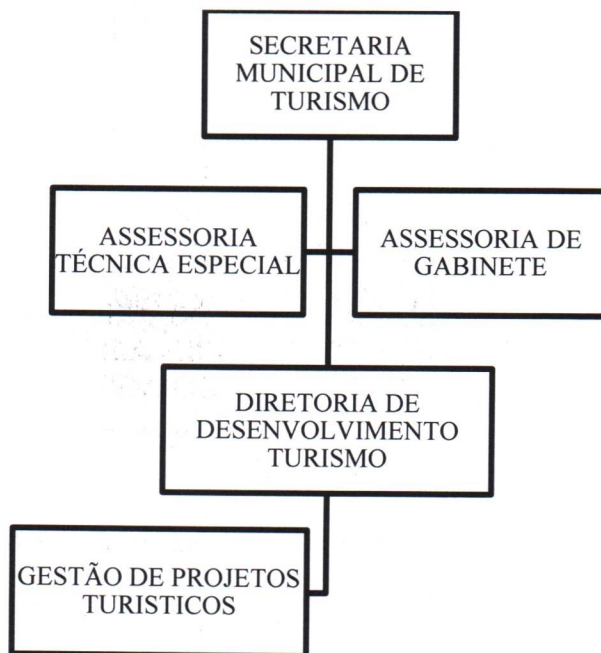 SECRETARIA
MUNICIPAL DE
TURISMO
ASSESSORIA
TÉCNICA ESPECIAL
ASSESSORIA DE
GABINETE
DIRETORIA DE
DESENVOLVIMENTO
TURISMO
GESTÃO DE PROJETOS
TURISTICOS